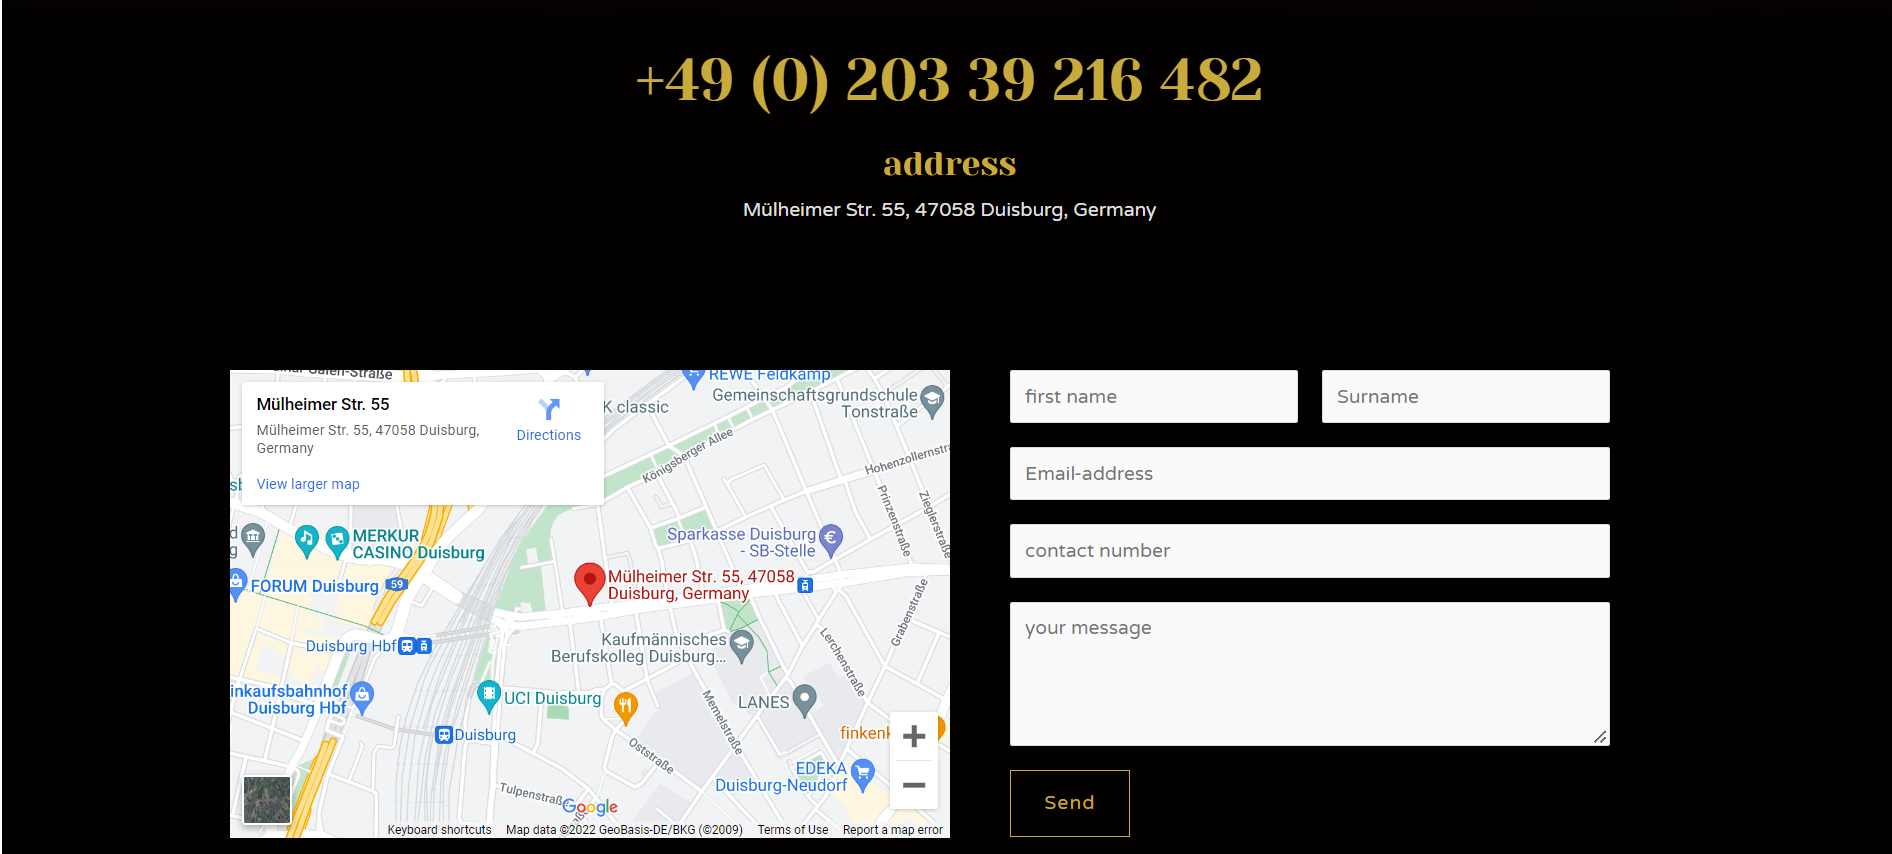 +49 (0) 203 39 216 482
address
Mülheimer Str. 55, 47058 Duisburg, Germany
Mülheimer Str. 55
Mülheimer Str. 55, 47058 Duisburg,
Germany
Directions
View larger map
REWE Feldkamp
Gemeinschaftsgrundschule
Tonstraße
K classic
Königsberger Allee
Hohenzollernstra
Prinzenstraße
Zieglerstraße
MERKUR
CASINO Duisburg
Sparkasse Duisburg
- SB-Stelle
FORUM Duisburg
59
Mülheimer Str. 55, 47058
Duisburg, Germany
Grabenstraße
Duisburg Hbf
Kaufmännisches
Berufskolleg Duisburg...
Lerchenstraße
inkaufsbahnhof
Duisburg Hbf
UCI Duisburg
LANES
Memelstraße
Duisburg
finkenk
Oststraße
EDEKA
Duisburg-Neudorf
Tulpenstraße
Google
Keyboard shortcuts
Map data ©2022 GeoBasis-DE/BKG (©2009)
Terms of Use
Report a map error
first name
Surname
Email-address
contact number
your message
Send